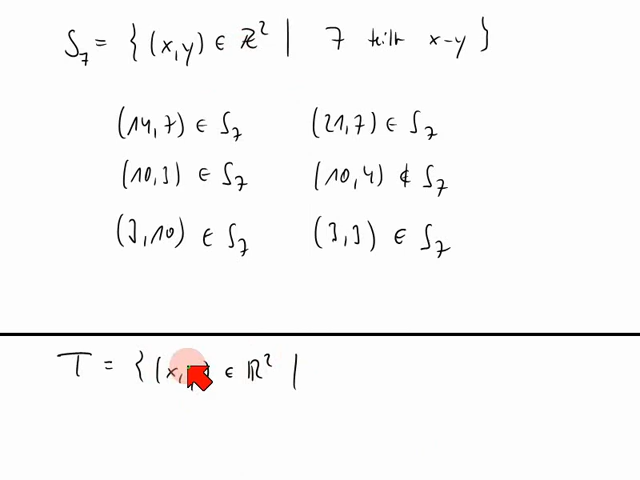 S₇ = { (x,y) ∈ ℝ² | 7 teilt x-y }
(14,7) ∈ S₇ (21,7) ∈ S₇
(10,3) ∈ S₇ (10,4) ∉ S₇
(3,10) ∈ S₇ (3,3) ∈ S₇
T = { (x, ) ∈ ℝ² |